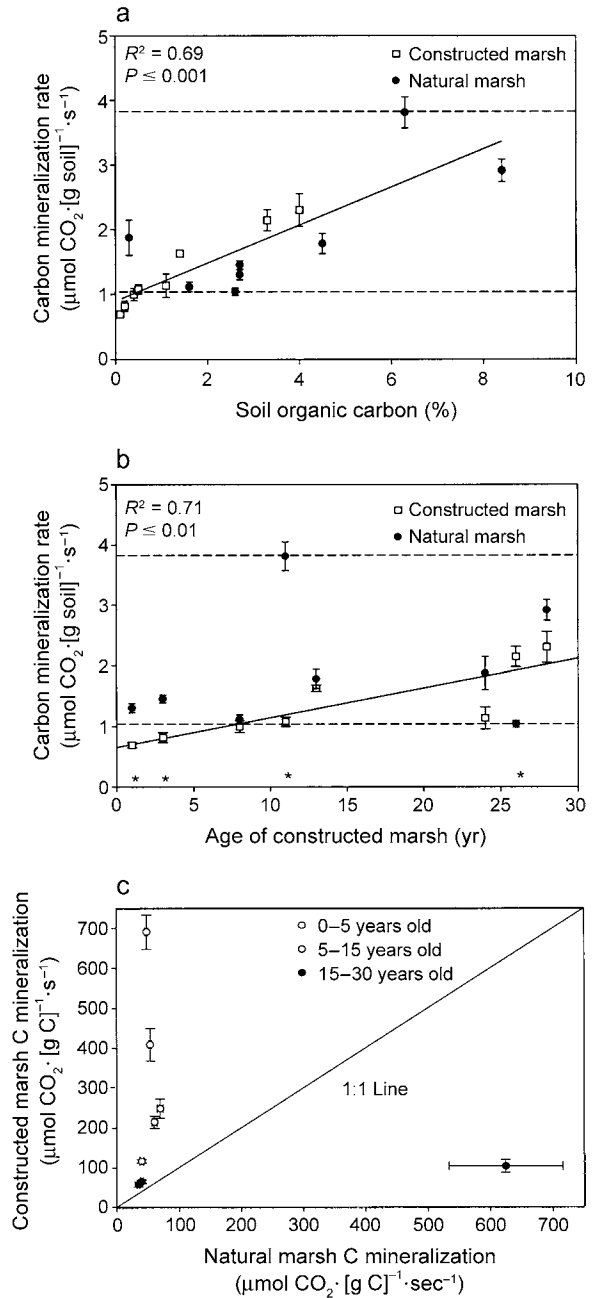 a
R² = 0.69
P ≤ 0.001
Constructed marsh
Natural marsh
5
4
3
2
1
0
Carbon mineralization rate
(μmol CO₂·[g soil]⁻¹·s⁻¹)
0 2 4 6 8 10
Soil organic carbon (%)
b
R² = 0.71
P ≤ 0.01
Constructed marsh
Natural marsh
5
4
3
2
1
0
Carbon mineralization rate
(μmol CO₂·[g soil]⁻¹·s⁻¹)
* * * *
0 5 10 15 20 25 30
Age of constructed marsh (yr)
c
0–5 years old
5–15 years old
15–30 years old
1:1 Line
700
600
500
400
300
200
100
0
Constructed marsh C mineralization
(μmol CO₂· [g C]⁻¹·s⁻¹)
0 100 200 300 400 500 600 700
Natural marsh C mineralization
(μmol CO₂· [g C]⁻¹·sec⁻¹)